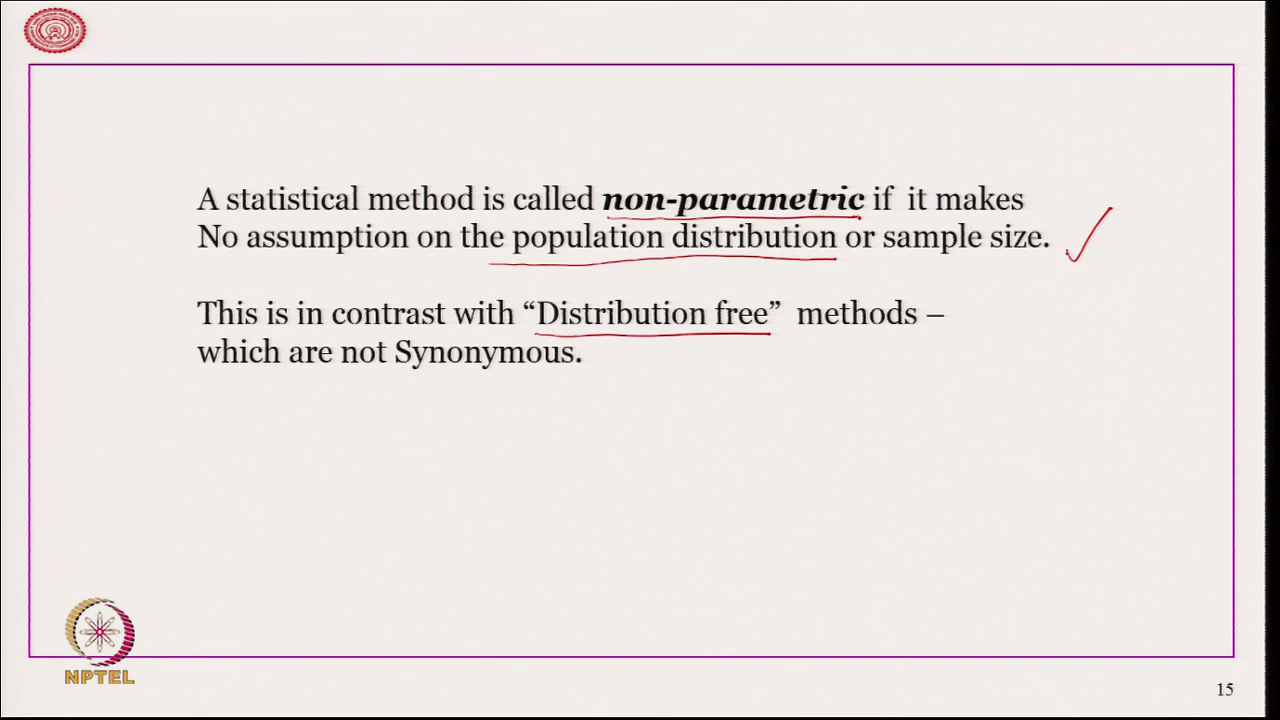 A statistical method is called non-parametric if it makes
No assumption on the population distribution or sample size.
This is in contrast with “Distribution free” methods –
which are not Synonymous.
NPTEL
15